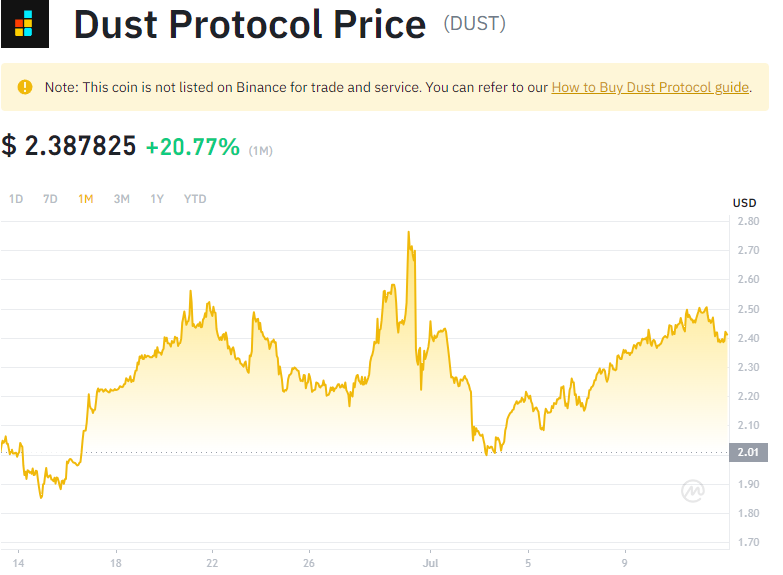 Dust Protocol Price (DUST)
Note: This coin is not listed on Binance for trade and service. You can refer to our How to Buy Dust Protocol guide.
$ 2.387825 +20.77% (1M)
1D 7D 1M 3M 1Y YTD
USD
2.80
2.70
2.60
2.50
2.40
2.30
2.20
2.10
2.01
1.90
1.80
1.70
14 18 22 26 Jul 5 9